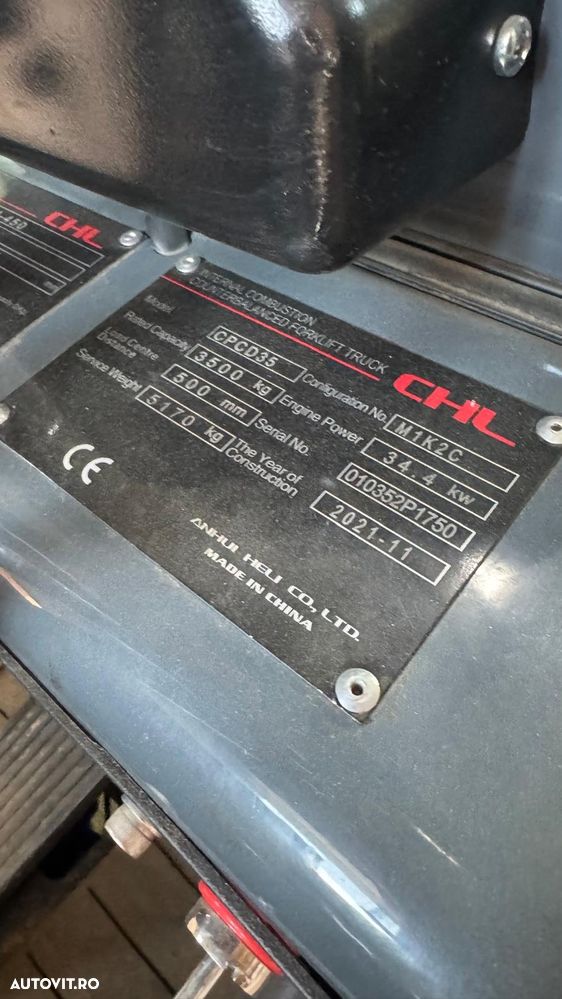 -450
CHL
INTERNAL COMBUSTION
COUNTERBALANCED FORKLIFT TRUCK
CHL
Model CPCD35 Configuration No. M1K2C
Rated Capacity 3500 kg Engine Power 34.4 kw
Load Centre Distance 500 mm Serial No. 010352P1750
Service Weight 5170 kg The Year of Construction 2021-11
CE
ANHUI HELI CO., LTD.
MADE IN CHINA
AUTOVIT.RO